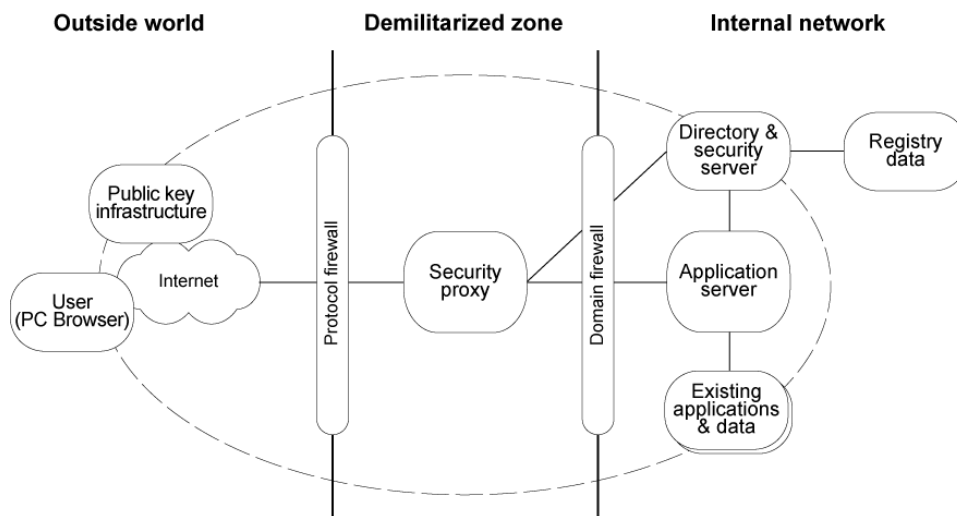 Outside world
Demilitarized zone
Internal network
Public key
infrastructure
Internet
User
(PC Browser)
Protocol firewall
Security
proxy
Domain firewall
Directory &
security
server
Registry
data
Application
server
Existing
applications
& data